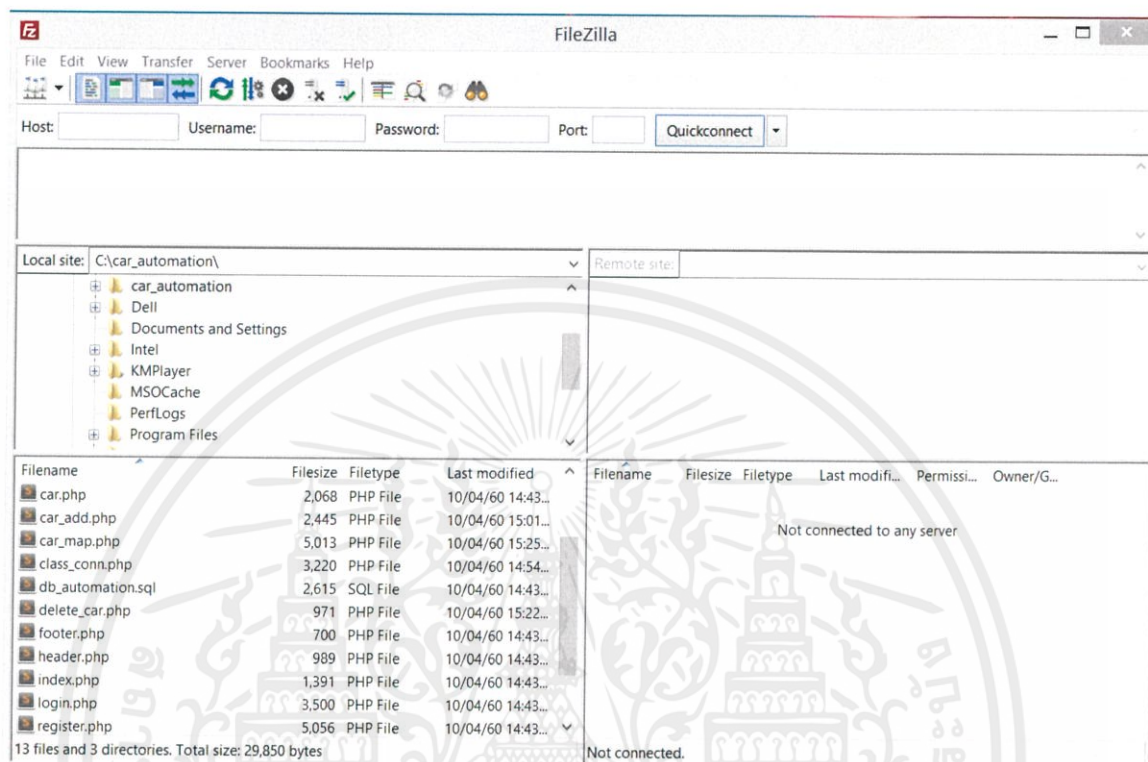 FileZilla
File Edit View Transfer Server Bookmarks Help
Host: Username: Password: Port: Quickconnect
Local site: C:\car_automation\
Remote site:
car_automation
Dell
Documents and Settings
Intel
KMPlayer
MSOCache
PerfLogs
Program Files
Filename Filesize Filetype Last modified
car.php 2,068 PHP File 10/04/60 14:43...
car_add.php 2,445 PHP File 10/04/60 15:01...
car_map.php 5,013 PHP File 10/04/60 15:25...
class_conn.php 3,220 PHP File 10/04/60 14:54...
db_automation.sql 2,615 SQL File 10/04/60 14:43...
delete_car.php 971 PHP File 10/04/60 15:22...
footer.php 700 PHP File 10/04/60 14:43...
header.php 989 PHP File 10/04/60 14:43...
index.php 1,391 PHP File 10/04/60 14:43...
login.php 3,500 PHP File 10/04/60 14:43...
register.php 5,056 PHP File 10/04/60 14:43...
13 files and 3 directories. Total size: 29,850 bytes
Filename Filesize Filetype Last modifi... Permissi... Owner/G...
Not connected to any server
Not connected.